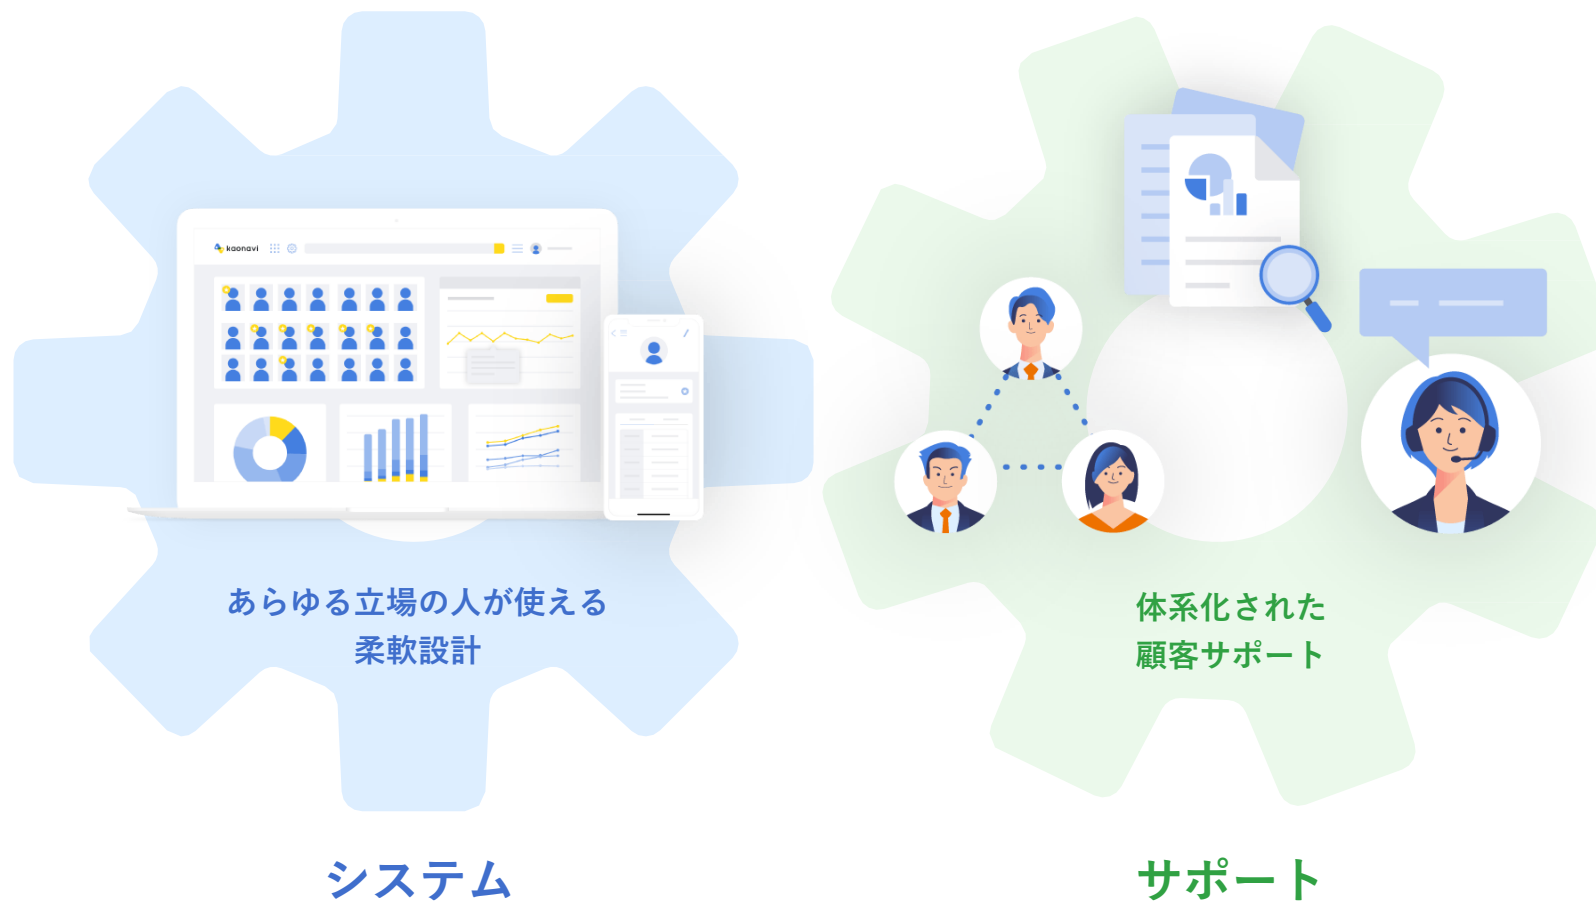 kaonavi
あらゆる立場の人が使える
柔軟設計
システム
体系化された
顧客サポート
サポート